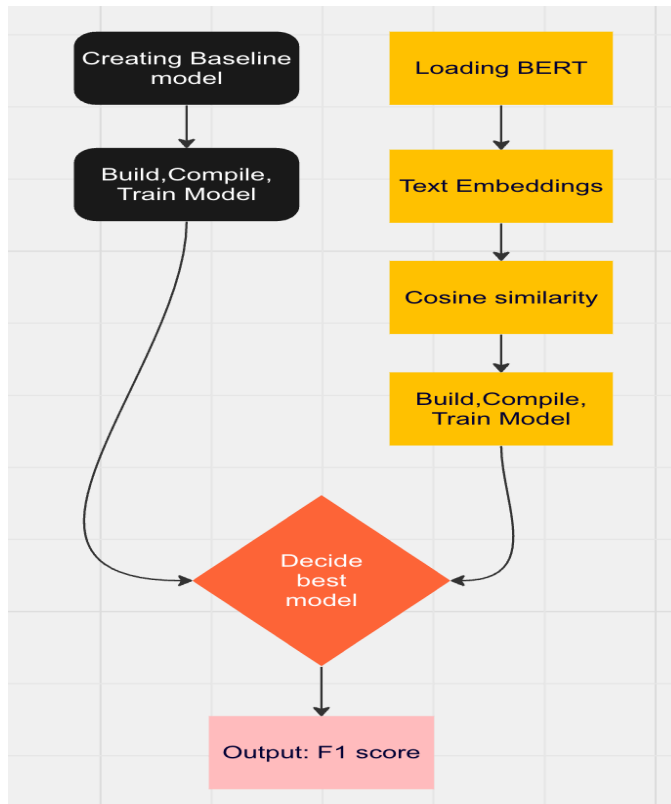 Creating Baseline
model
Build,Compile,
Train Model
Loading BERT
Text Embeddings
Cosine similarity
Build,Compile,
Train Model
Decide
best
model
Output: F1 score